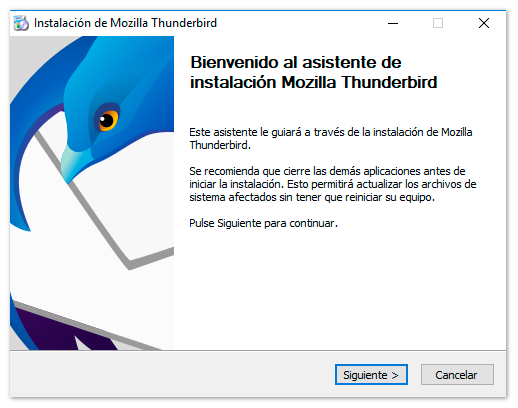 Instalación de Mozilla Thunderbird
Bienvenido al asistente de
instalación Mozilla Thunderbird
Este asistente le guiará a través de la instalación de Mozilla
Thunderbird.
Se recomienda que cierre las demás aplicaciones antes de
iniciar la instalación. Esto permitirá actualizar los archivos de
sistema afectados sin tener que reiniciar su equipo.
Pulse Siguiente para continuar.
Siguiente >
Cancelar